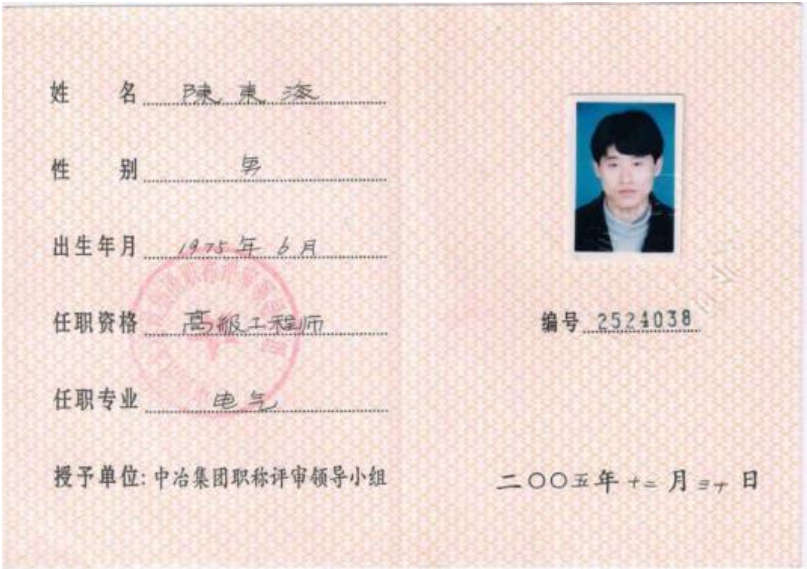 姓名 陳東海
性别 男
出生年月 1975年6月
任职资格 高級工程师
任职专业 电气
授予单位:中冶集团职称评审领导小组
编号 2524038
二〇〇五年十二月三十日